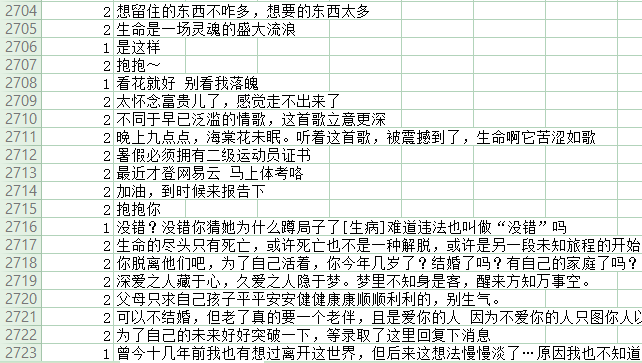 2704 2 想留住的东西不咋多，想要的东西太多
2705 2 生命是一场灵魂的盛大流浪
2706 1 是这样
2707 2 抱抱～
2708 1 看花就好 别看我落魄
2709 2 太怀念富贵儿了，感觉走不出来了
2710 2 不同于早已泛滥的情歌，这首歌立意更深
2711 2 晚上九点点，海棠花未眠。听着这首歌，被震撼到了，生命啊它苦涩如歌
2712 2 暑假必须拥有二级运动员证书
2713 2 最近才登网易云 马上体考咯
2714 2 加油，到时候来报告下
2715 2 抱抱你
2716 1 没错？没错你猜她为什么蹲局子了[生病]难道违法也叫做“没错”吗
2717 2 生命的尽头只有死亡，或许死亡也不是一种解脱，或许是另一段未知旅程的开始
2718 2 你脱离他们吧，为了自己活着，你今年几岁了？结婚了吗？有自己的家庭了吗？
2719 2 深爱之人藏于心，久爱之人隐于梦。梦里不知身是客，醒来方知万事空。
2720 2 父母只求自己孩子平平安安健健康康顺顺利利的，别生气。
2721 2 可以不结婚，但老了真的要一个老伴，且是爱你的人 因为不爱你的人只图你人以
2722 2 为了自己的未来好好突破一下，等录取了这里回复下消息
2723 1 曾今十几年前我也有想过离开这世界，但后来这想法慢慢淡了…原因我也不知道